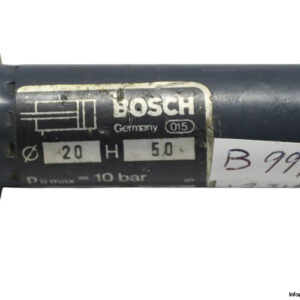 BOSCH
Germany 015
Ø 20 H 50
max = 10 bar
B 99